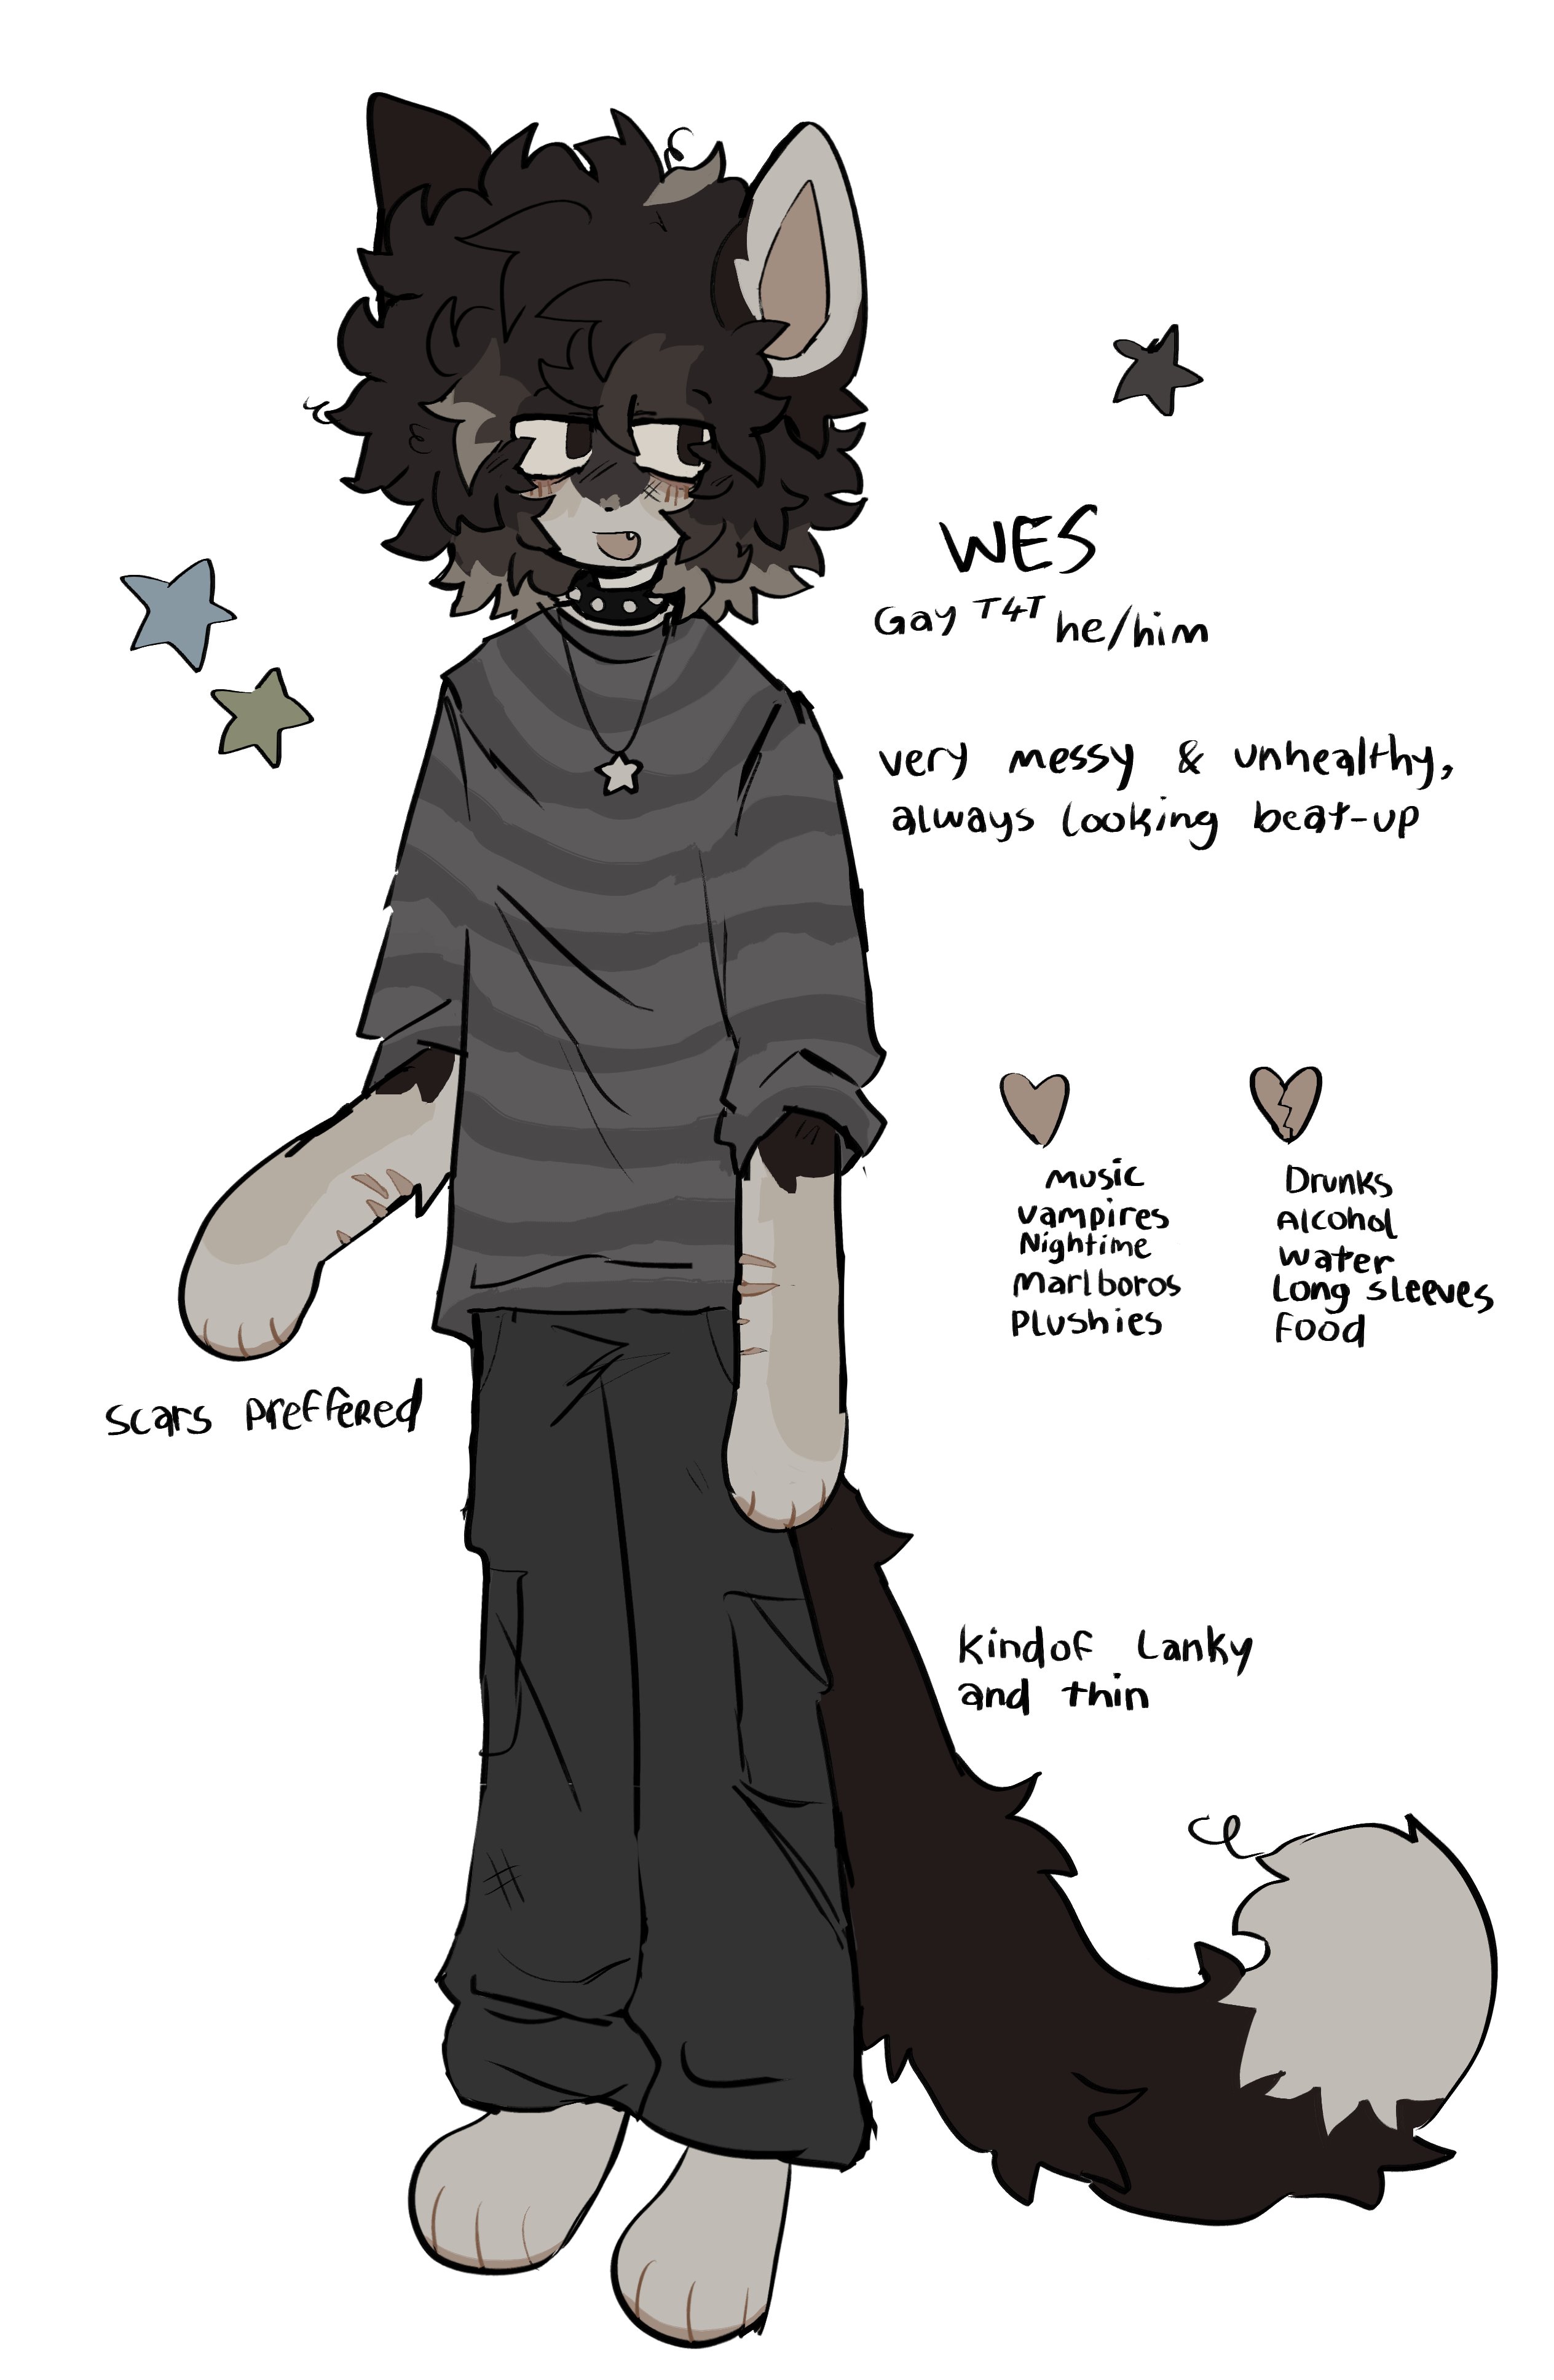 WES
Gay T4T he/him
very messy & unhealthy,
always looking beat-up
Music
Vampires
Nightime
Marlboros
Plushies
Drunks
Alcohol
Water
Long sleeves
Food
scars preffered
Kindof Lanky
and thin